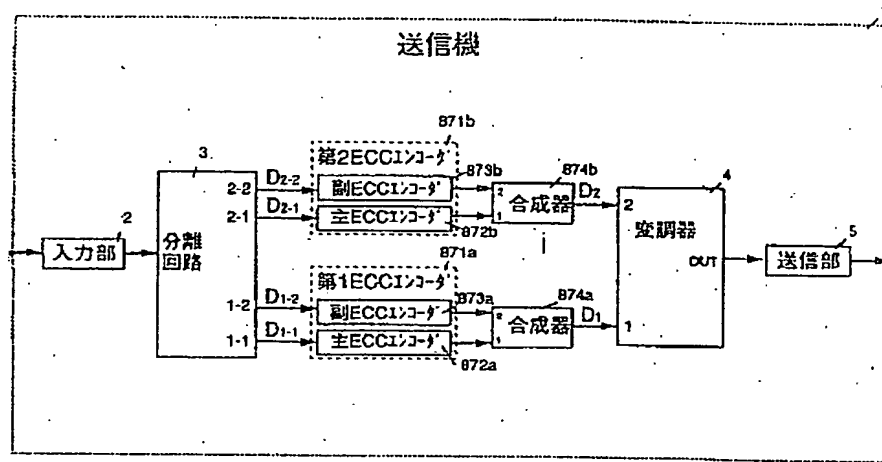 送信機
871b
第2ECCエンコーダ
873b
副ECCエンコーダ
主ECCエンコーダ
872b
871a
第1ECCエンコーダ
873a
副ECCエンコーダ
主ECCエンコーダ
872a
2
入力部
3
分離
回路
2-2
2-1
1-2
1-1
D2-2
D2-1
D1-2
D1-1
874b
2
1
合成器
D2
874a
2
1
合成器
D1
4
2
変調器
OUT
1
5
送信部